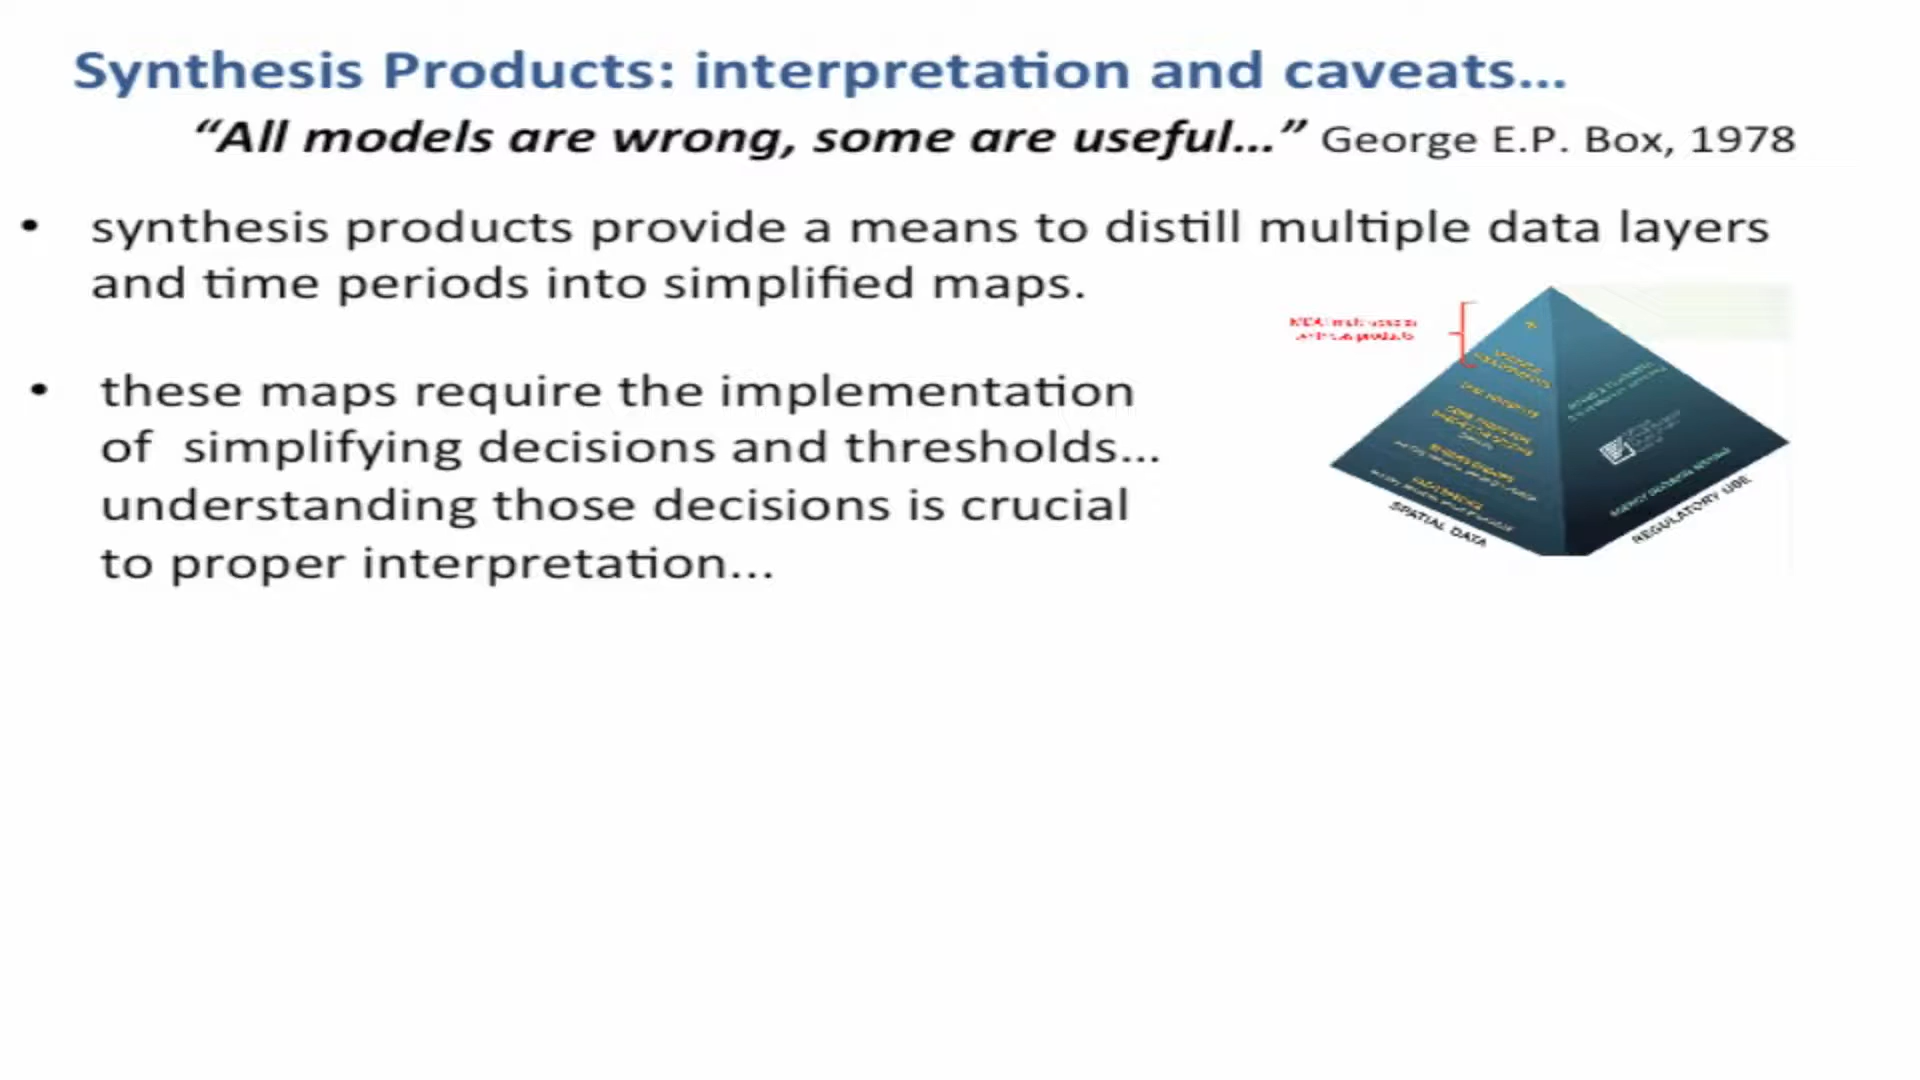 Synthesis Products: interpretation and caveats...
“All models are wrong, some are useful...” George E.P. Box, 1978
• synthesis products provide a means to distill multiple data layers
and time periods into simplified maps.
• these maps require the implementation
of simplifying decisions and thresholds...
understanding those decisions is crucial
to proper interpretation...
synthesis products
SPATIAL DATA
REGULATORY USE